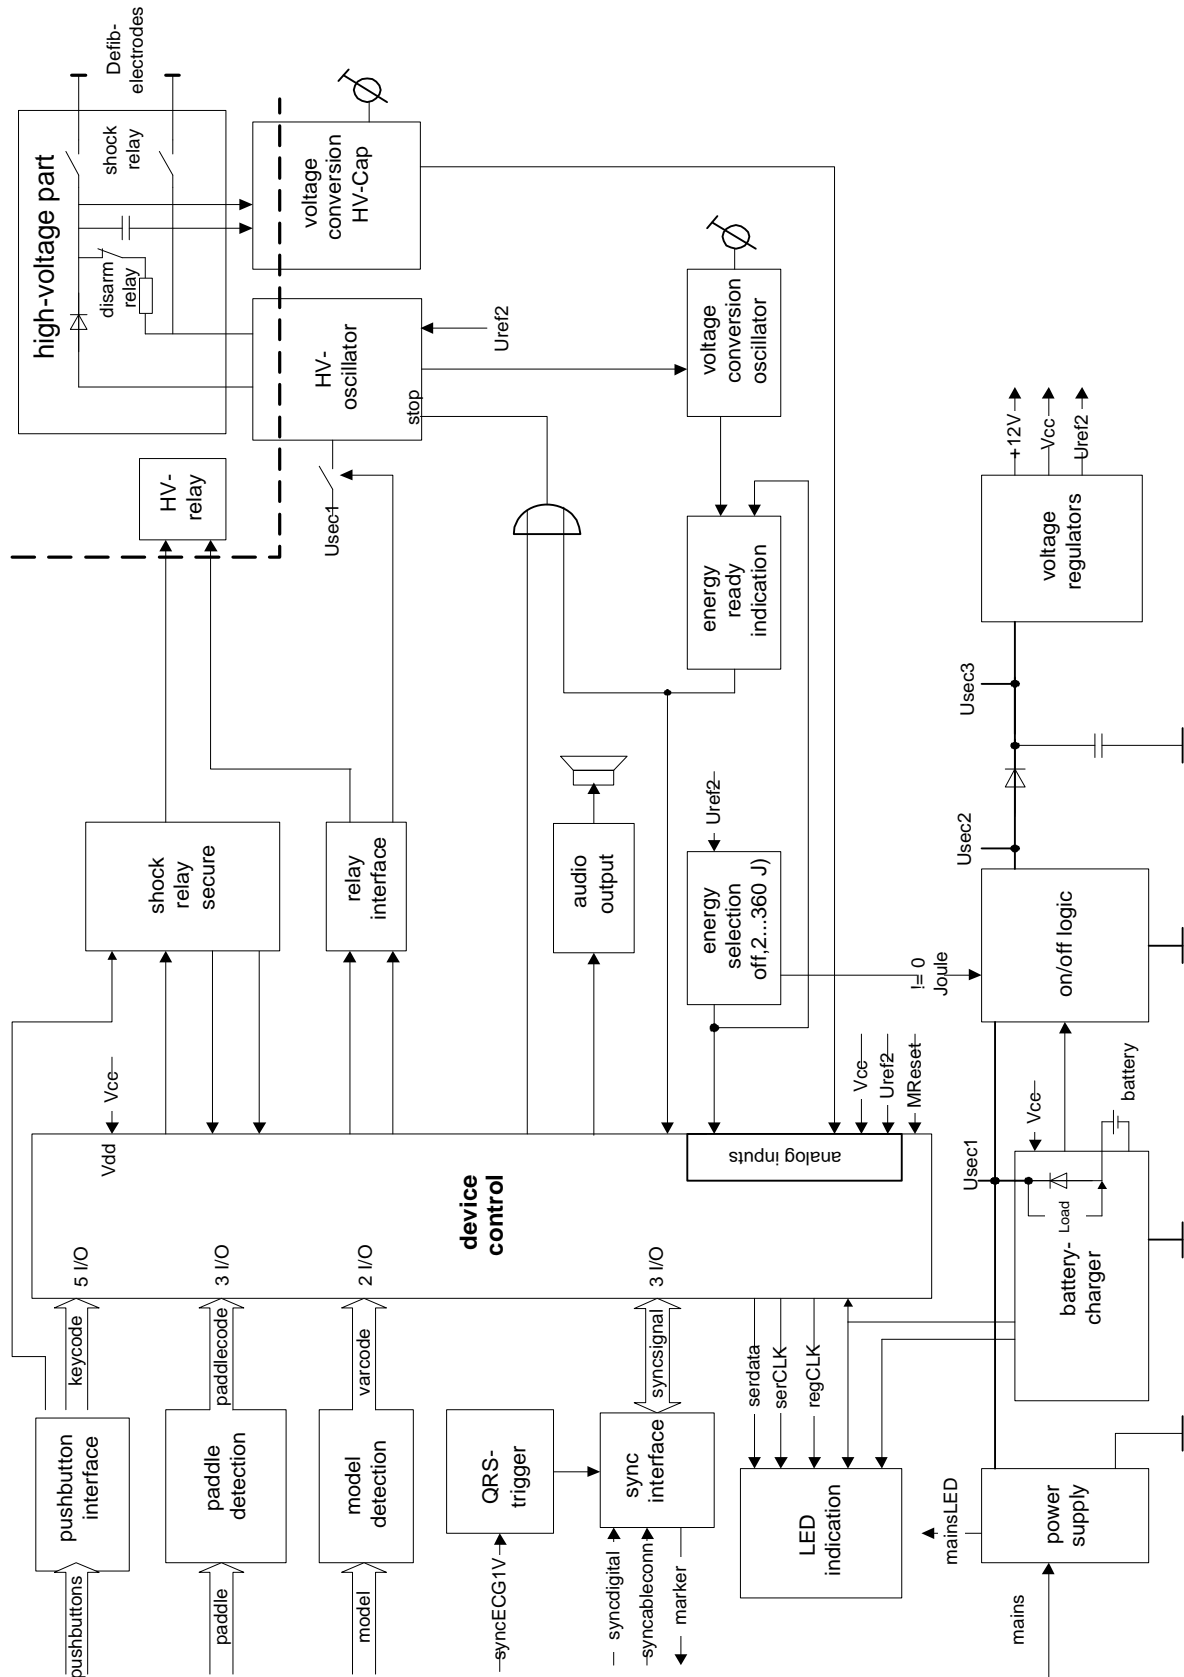 pushbuttons
pushbutton
interface
keycode
5 I/O
Vdd
Vcc
shock
relay
secure
high-voltage part
disarm
relay
shock
relay
Defib-
electrodes
HV-
relay
paddle
paddle
detection
paddlecode
3 I/O
model
model
detection
varcode
2 I/O
relay
interface
Usec1
HV-
oscillator
stop
Uref2
voltage
conversion
HV-Cap
device
control
syncECG1V
QRS-
trigger
syncdigital
syncableconn
marker
sync
interface
syncsignal
3 I/O
audio
output
LED
indication
serdata
serCLK
regCLK
analog inputs
Vcc
Uref2
MReset
energy
selection
off,2...360 J)
Uref2
energy
ready
indication
voltage
conversion
oscillator
!= 0
Joule
mains
mainsLED
power
supply
battery-
charger
Load
Usec1
Vcc
battery
on/off logic
Usec2
Usec3
voltage
regulators
+12V
Vcc
Uref2